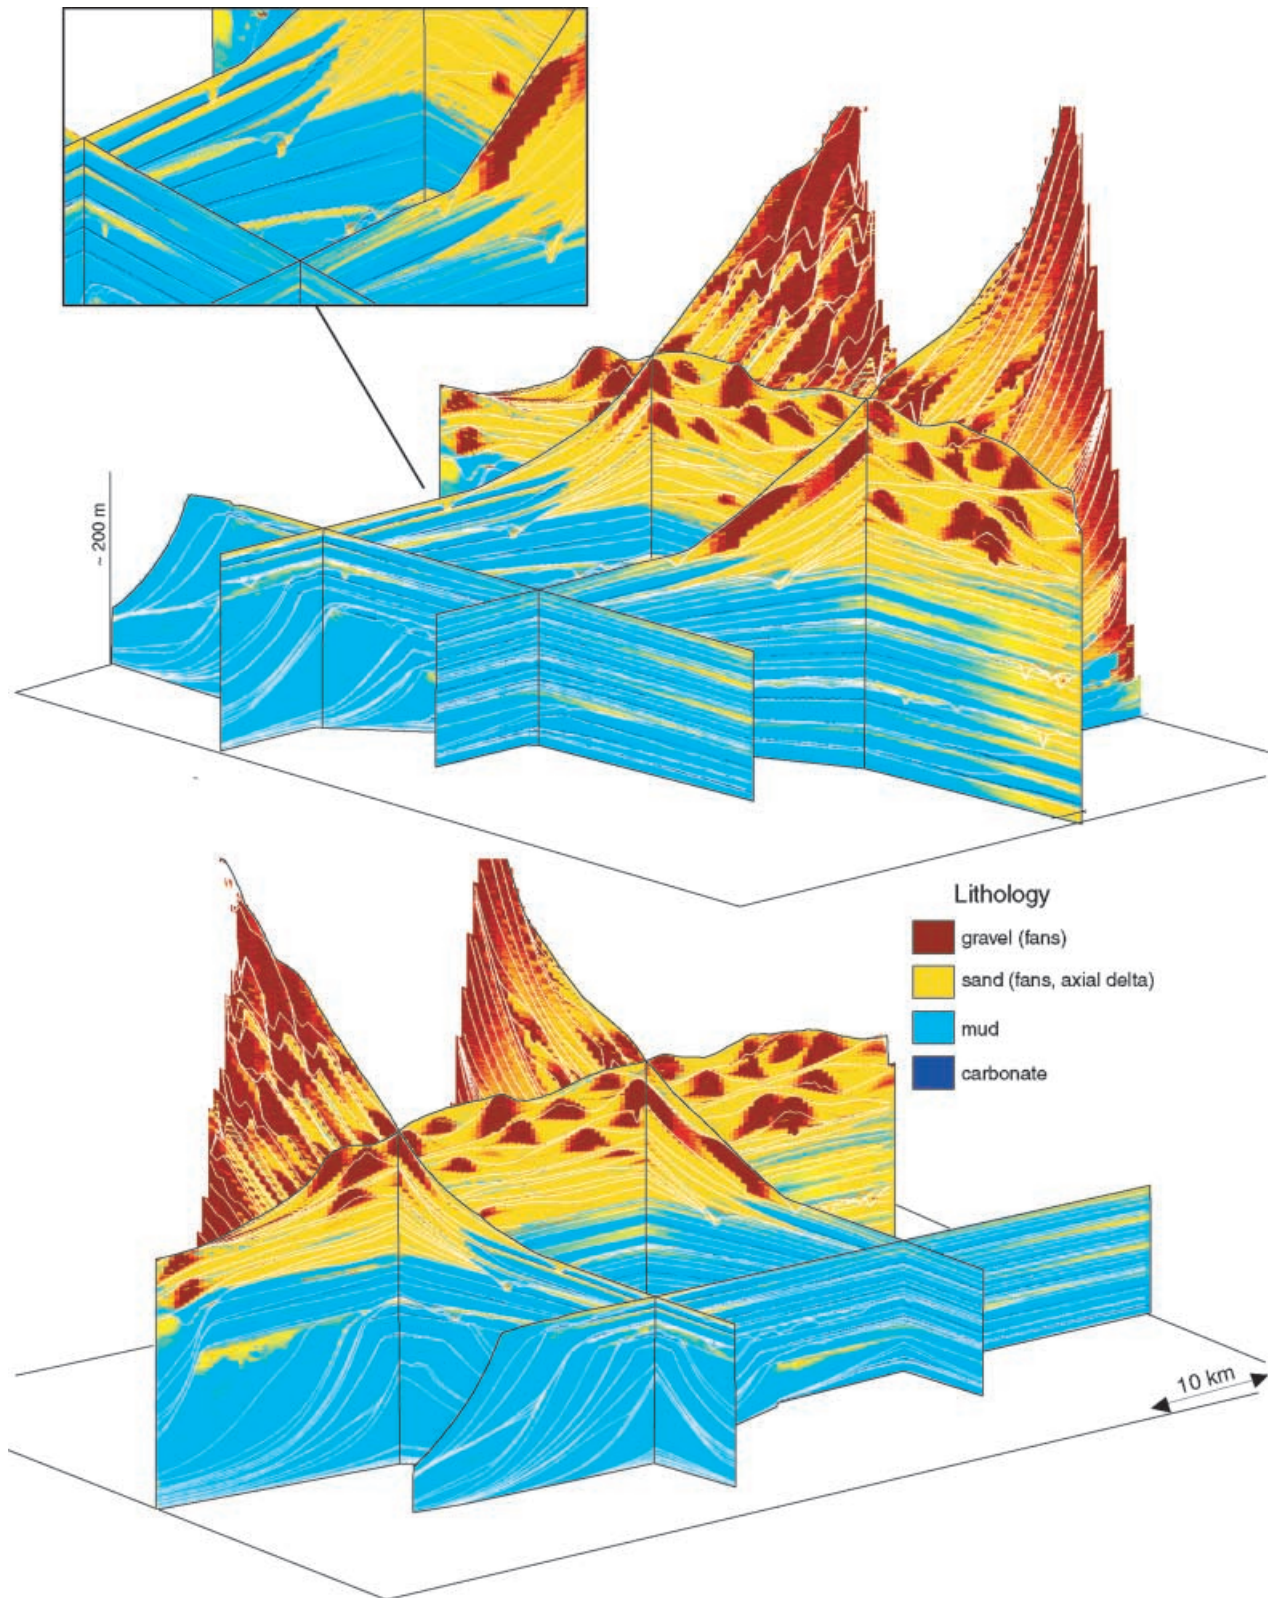 ~ 200 m
Lithology
gravel (fans)
sand (fans, axial delta)
mud
carbonate
10 km